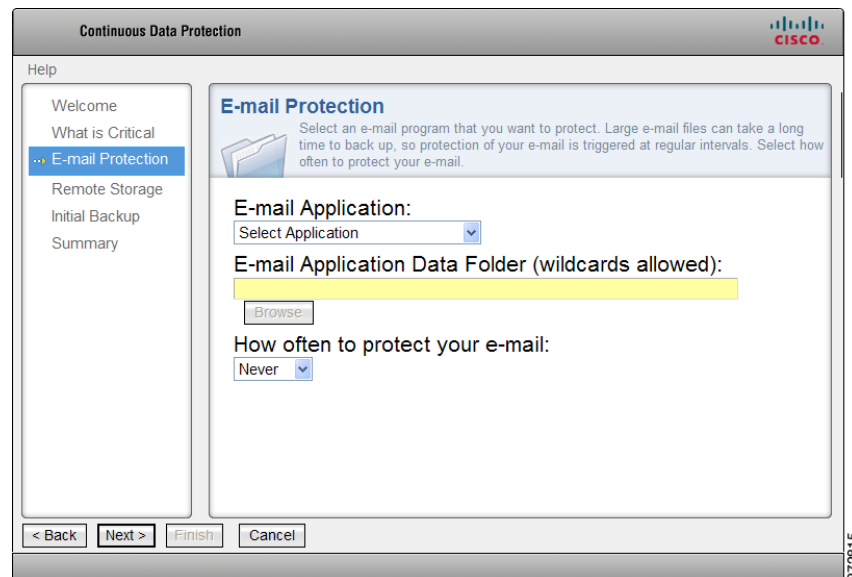 Continuous Data Protection
CISCO.
Help
Welcome
What is Critical
E-mail Protection
Remote Storage
Initial Backup
Summary
E-mail Protection
Select an e-mail program that you want to protect. Large e-mail files can take a long
time to back up, so protection of your e-mail is triggered at regular intervals. Select how
often to protect your e-mail.
E-mail Application:
Select Application
E-mail Application Data Folder (wildcards allowed):
Browse
How often to protect your e-mail:
Never
< Back
Next >
Finish
Cancel